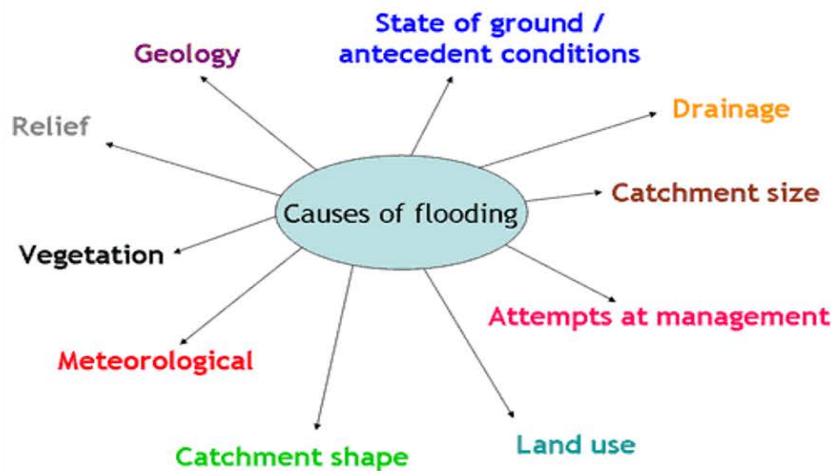 State of ground /
antecedent conditions
Geology
Drainage
Relief
Catchment size
Causes of flooding
Vegetation
Attempts at management
Meteorological
Land use
Catchment shape